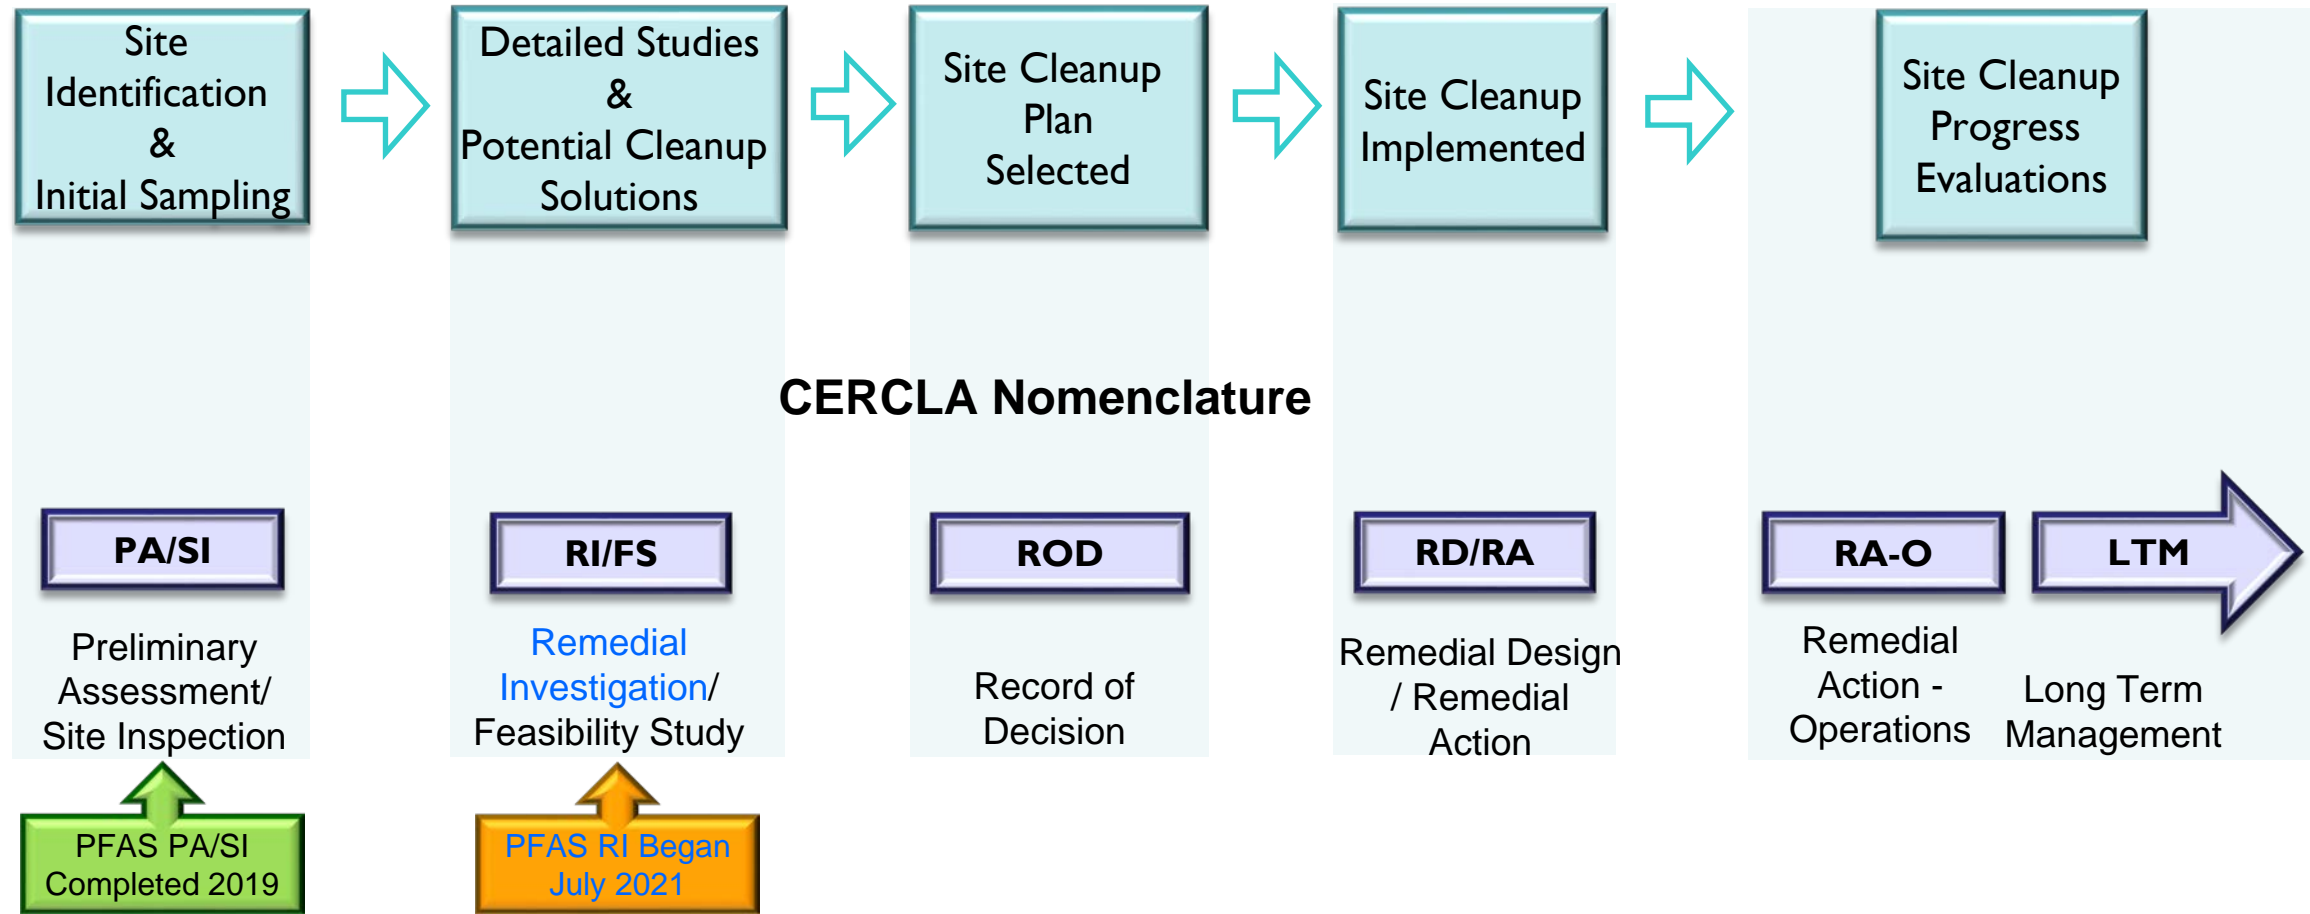 Site
Identification
&
Initial Sampling
Detailed Studies
&
Potential Cleanup
Solutions
Site Cleanup
Plan
Selected
Site Cleanup
Implemented
Site Cleanup
Progress
Evaluations
CERCLA Nomenclature
PA/SI
RI/FS
ROD
RD/RA
RA-O
LTM
Preliminary
Assessment/
Site Inspection
Remedial
Investigation/
Feasibility Study
Record of
Decision
Remedial Design
/ Remedial
Action
Remedial
Action -
Operations
Long Term
Management
PFAS PA/SI
Completed 2019
PFAS RI Began
July 2021